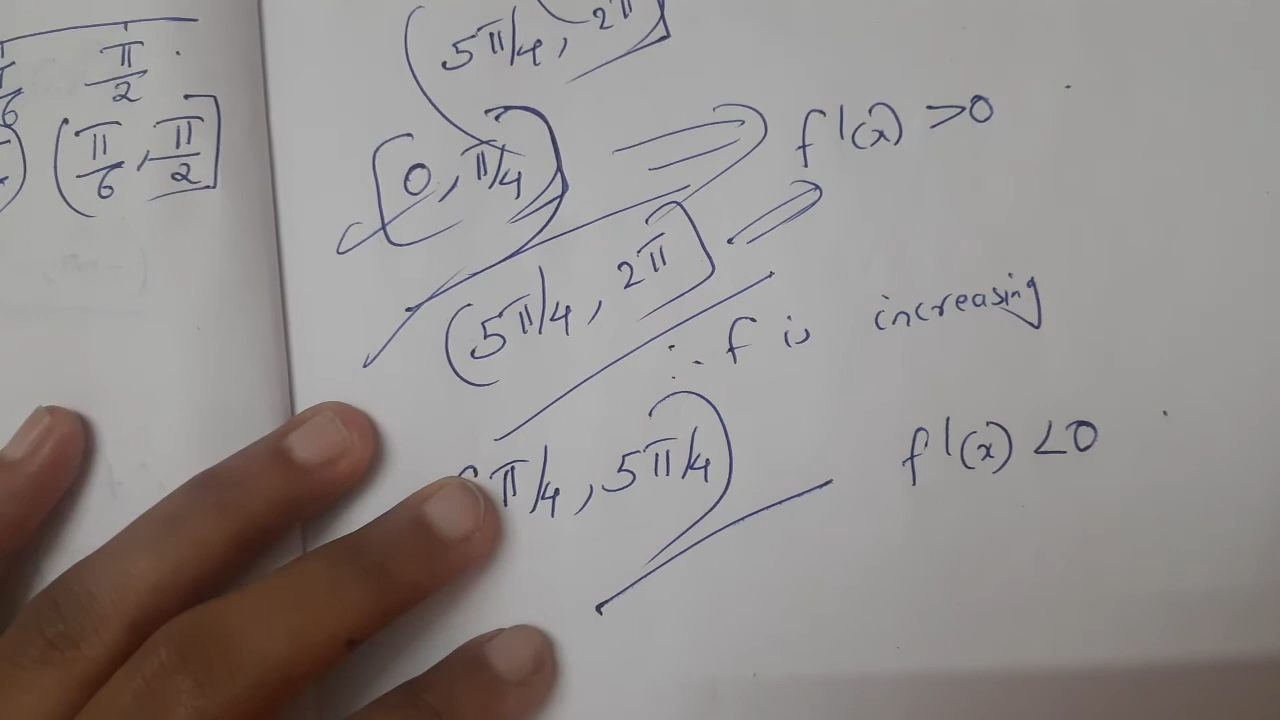 π/2
(π/6, π/2]
(5π/4, 2π]
[0, π/4) ⟹ f'(x) >0
(5π/4, 2π] ⟹
∴ f is increasing
π/4, 5π/4) f'(x) <0